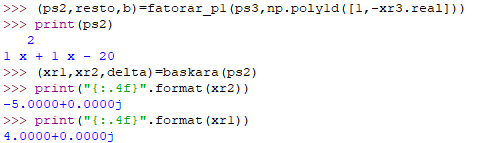 >>> (ps2,resto,b)=fatorar_p1(ps3,np.poly1d([1,-xr3.real]))
>>> print(ps2)
2
1 x + 1 x - 20
>>> (xr1,xr2,delta)=baskara(ps2)
>>> print("{:.4f}".format(xr2))
-5.0000+0.0000j
>>> print("{:.4f}".format(xr1))
4.0000+0.0000j